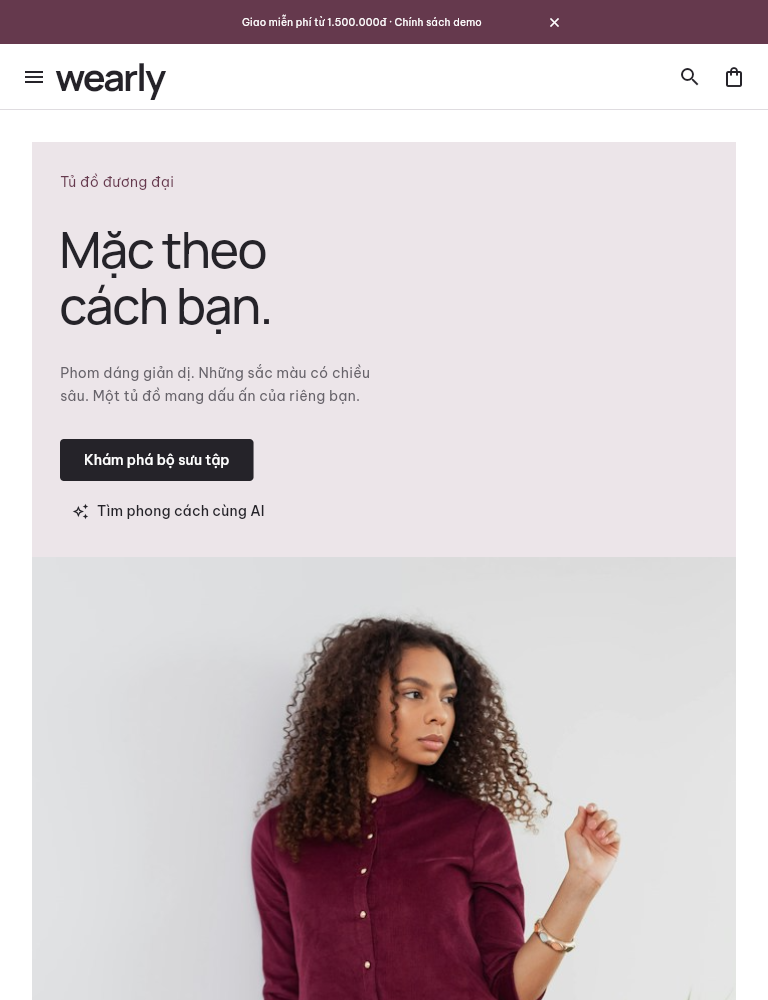 Giao miễn phí từ 1.500.000đ · Chính sách demo
wearly
Tủ đồ đương đại
Mặc theo
cách bạn.
Phom dáng giản dị. Những sắc màu có chiều
sâu. Một tủ đồ mang dấu ấn của riêng bạn.
Khám phá bộ sưu tập
Tìm phong cách cùng AI